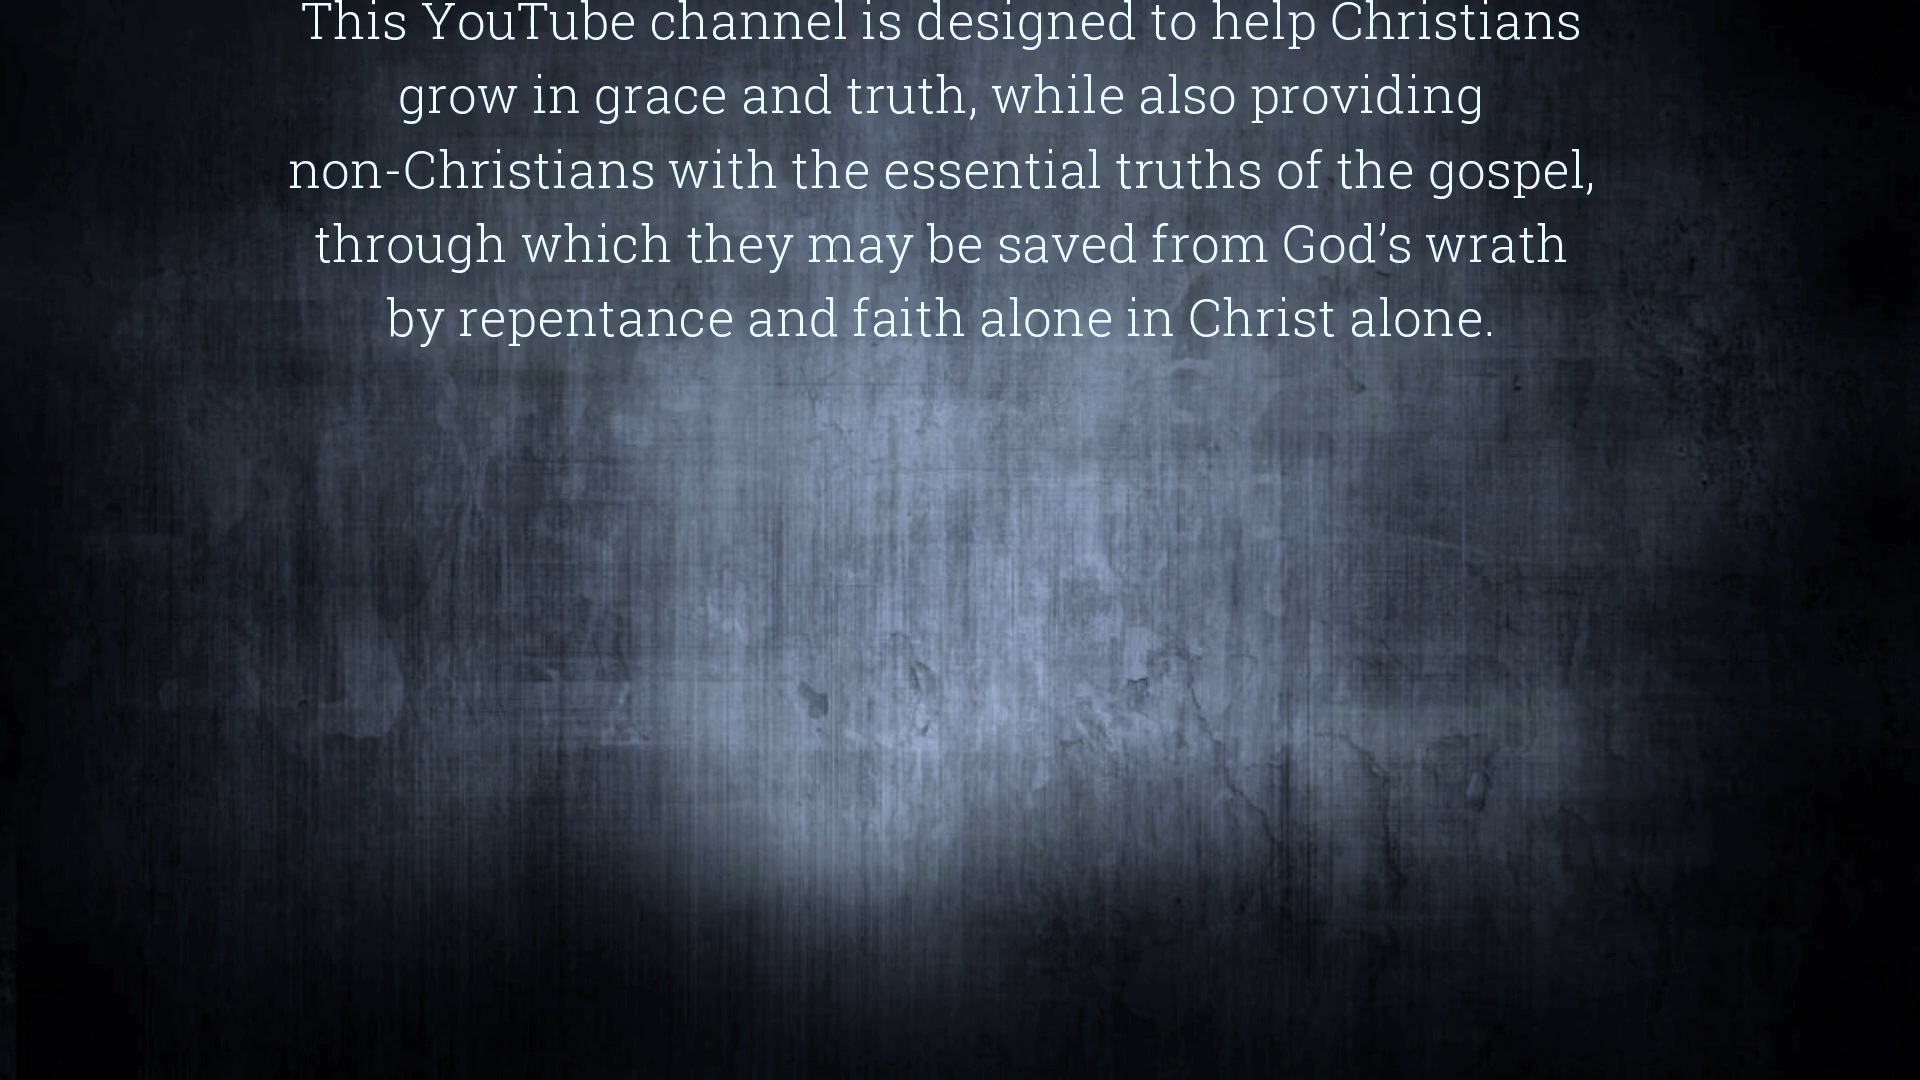 This YouTube channel is designed to help Christians
grow in grace and truth, while also providing
non-Christians with the essential truths of the gospel,
through which they may be saved from God’s wrath
by repentance and faith alone in Christ alone.